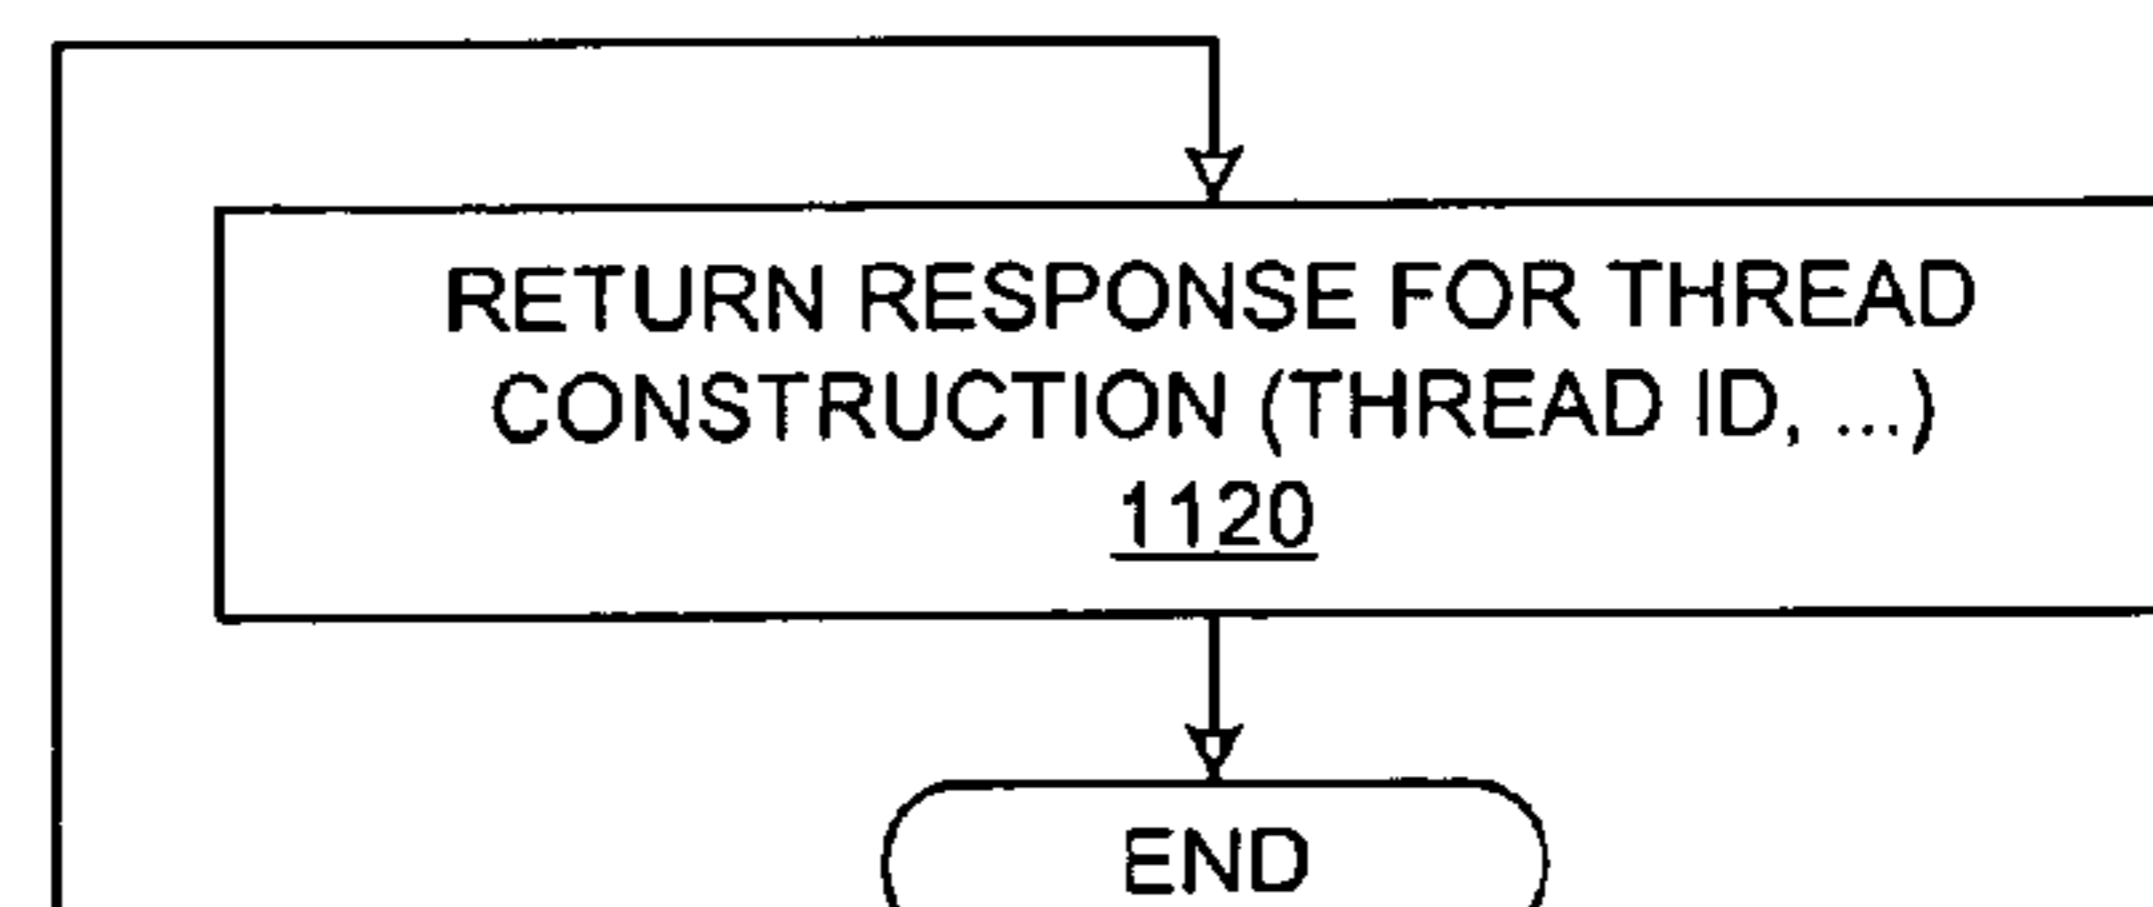 RETURN RESPONSE FOR THREAD
CONSTRUCTION (THREAD ID, ...)
1120
END